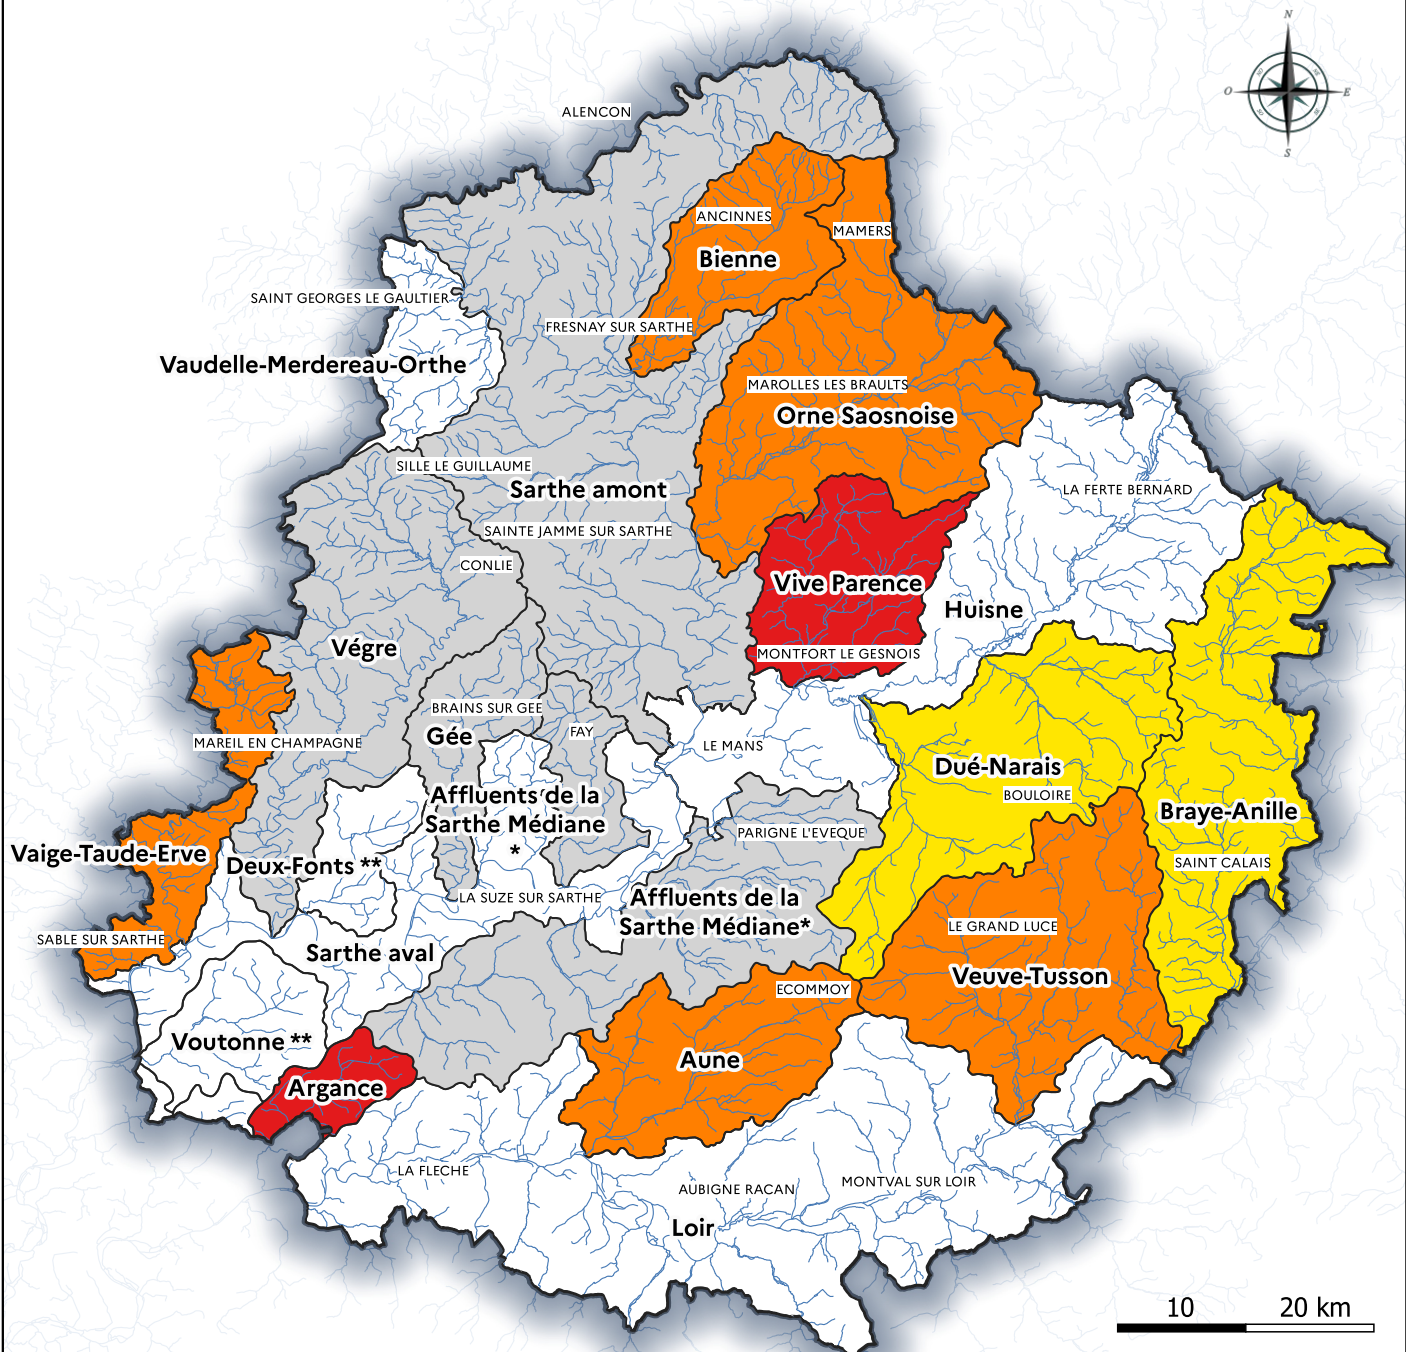 N
O
E
S
ALENCON
ANCINNES
MAMERS
Bienne
SAINT GEORGES LE GAULTIER
FRESNAY SUR SARTHE
Vaudelle-Merdereau-Orthe
MAROLLES LES BRAULTS
Orne Saosnoise
SILLE LE GUILLAUME
Sarthe amont
LA FERTE BERNARD
SAINTE JAMME SUR SARTHE
CONLIE
Vive Parence
Huisne
Végre
MONTFORT LE GESNOIS
BRAINS SUR GEE
Gée
FAY
MAREIL EN CHAMPAGNE
LE MANS
Dué-Narais
BOULOIRE
Affluents de la
Sarthe Médiane
*
Braye-Anille
PARIGNE L'EVEQUE
Vaige-Taude-Erve
Deux-Fonts **
SAINT CALAIS
LA SUZE SUR SARTHE
Affluents de la
Sarthe Médiane*
LE GRAND LUCE
SABLE SUR SARTHE
Sarthe aval
Veuve-Tusson
ECOMMOY
Voutonne **
Aune
Argance
LA FLECHE
AUBIGNE RACAN
MONTVAL SUR LOIR
Loir
10
20 km